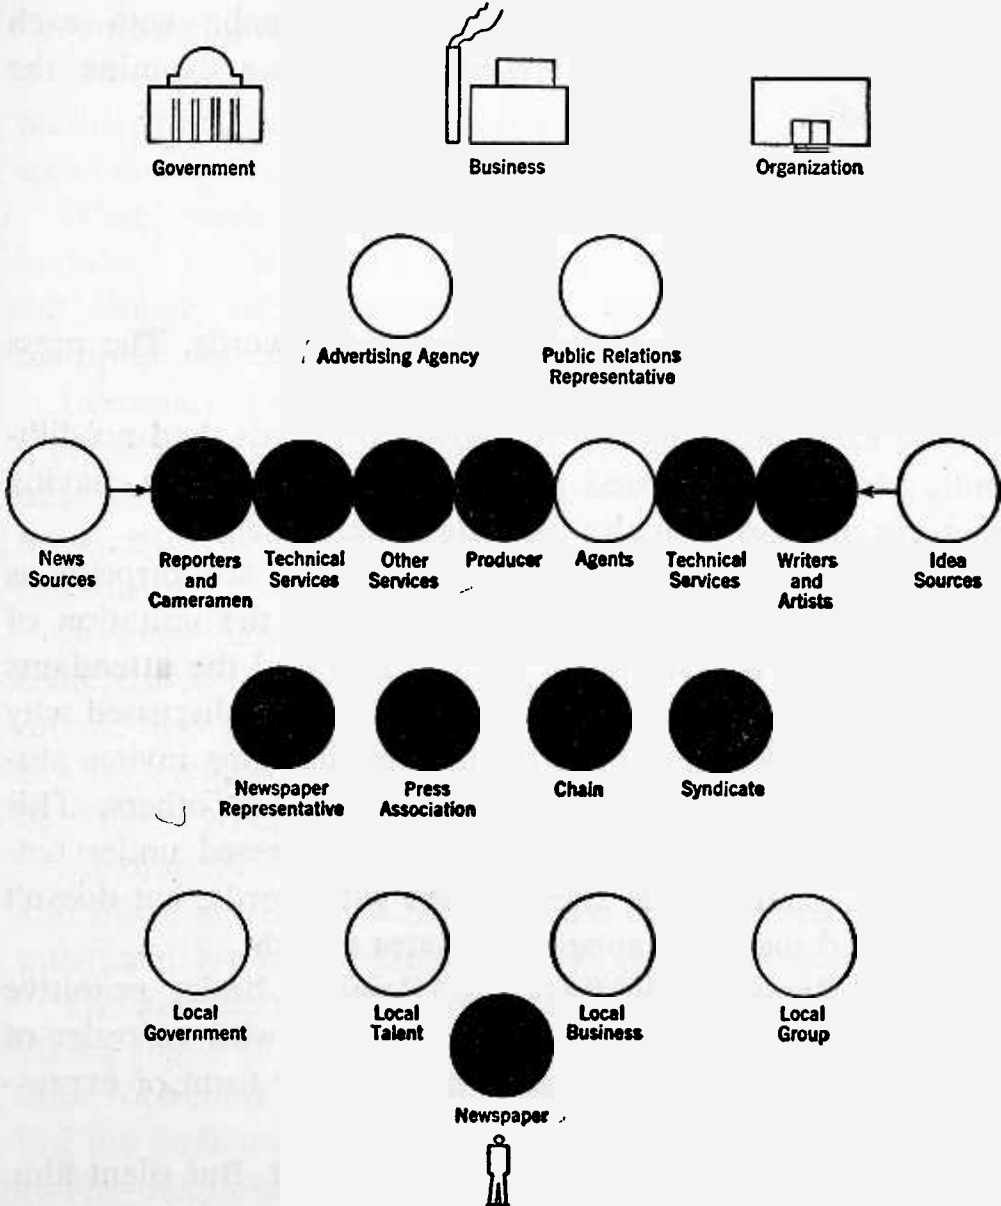 Government
Business
Organization
Advertising Agency
Public Relations
Representative
News
Sources
Reporters
and
Cameramen
Technical
Services
Other
Services
Producer
Agents
Technical
Services
Writers
and
Artists
Idea
Sources
Newspaper
Representative
Press
Association
Chain
Syndicate
Local
Government
Local
Talent
Local
Business
Local
Group
Newspaper